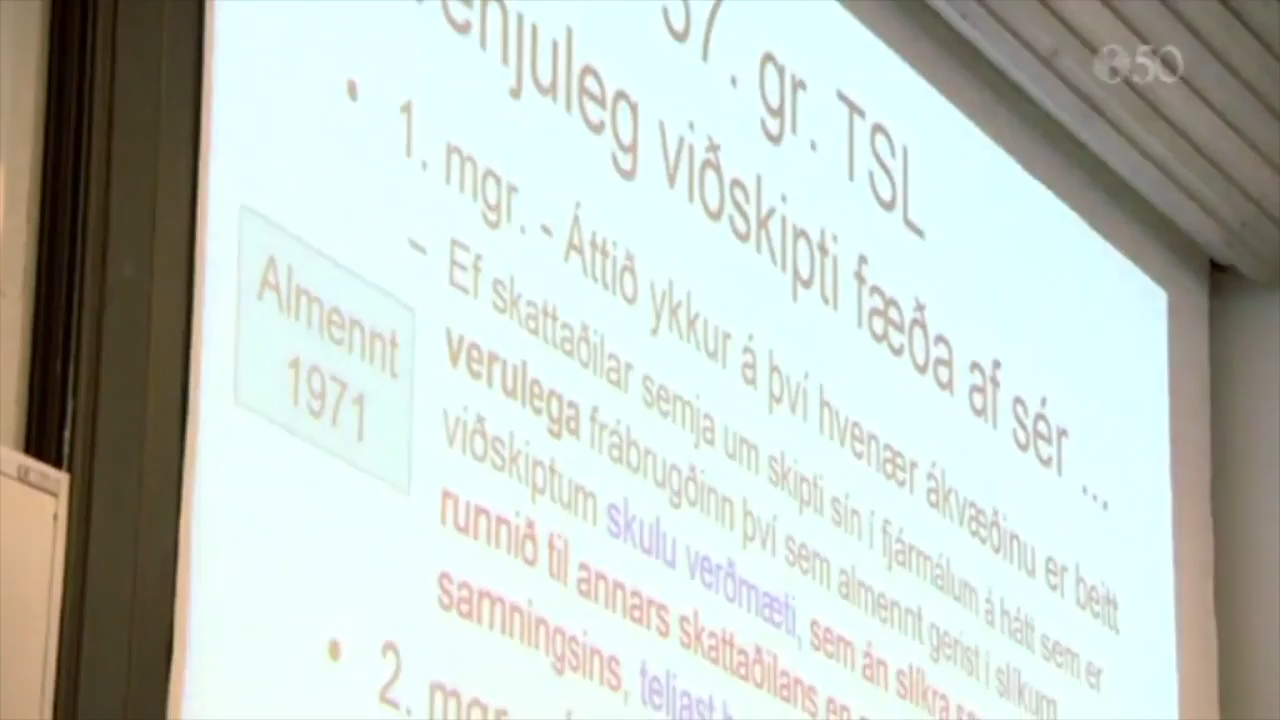 37. gr. TSL
venjuleg viðskipti fæða af sér ...
• 1. mgr. - Áttið ykkur á því hvenær ákvæðinu er beitt
– Ef skattaðilar semja um skipti sín í fjármálum á hátt sem er
verulega frábrugðinn því sem almennt gerist í slíkum
viðskiptum skulu verðmæti, sem án slíkra
runnið til annars skattaðilans en
samningsins, teljast
• 2. mgr.
Almennt
1971
50